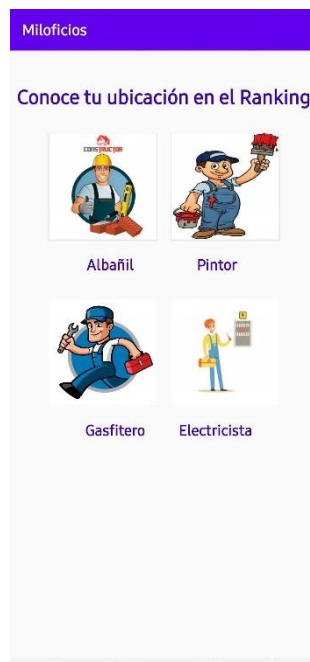 Miloficios
Conoce tu ubicación en el Ranking
CONSTRUCTOR
Albañil Pintor
Gasfitero Electricista